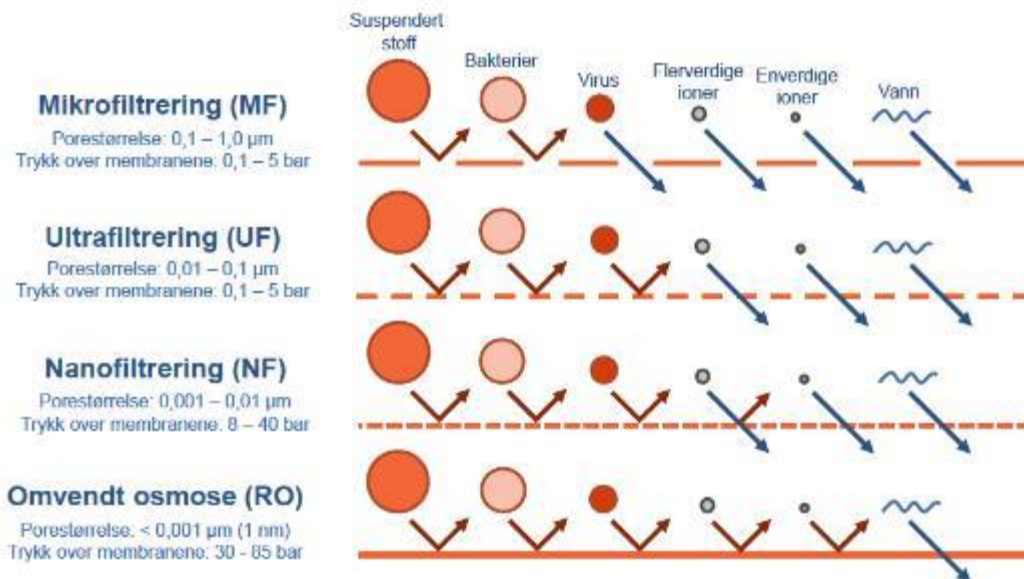 Suspendert
stoff
Bakterier
Virus
Flerverdige
ioner
Enverdige
ioner
Vann
Mikrofiltrering (MF)
Porestørrelse: 0,1 – 1,0 µm
Trykk over membranene: 0,1 – 5 bar
Ultrafiltrering (UF)
Porestørrelse: 0,01 – 0,1 µm
Trykk over membranene: 0,1 – 5 bar
Nanofiltrering (NF)
Porestørrelse: 0,001 – 0,01 µm
Trykk over membranene: 8 – 40 bar
Omvendt osmose (RO)
Porestørrelse: < 0,001 µm (1 nm)
Trykk over membranene: 30 - 85 bar